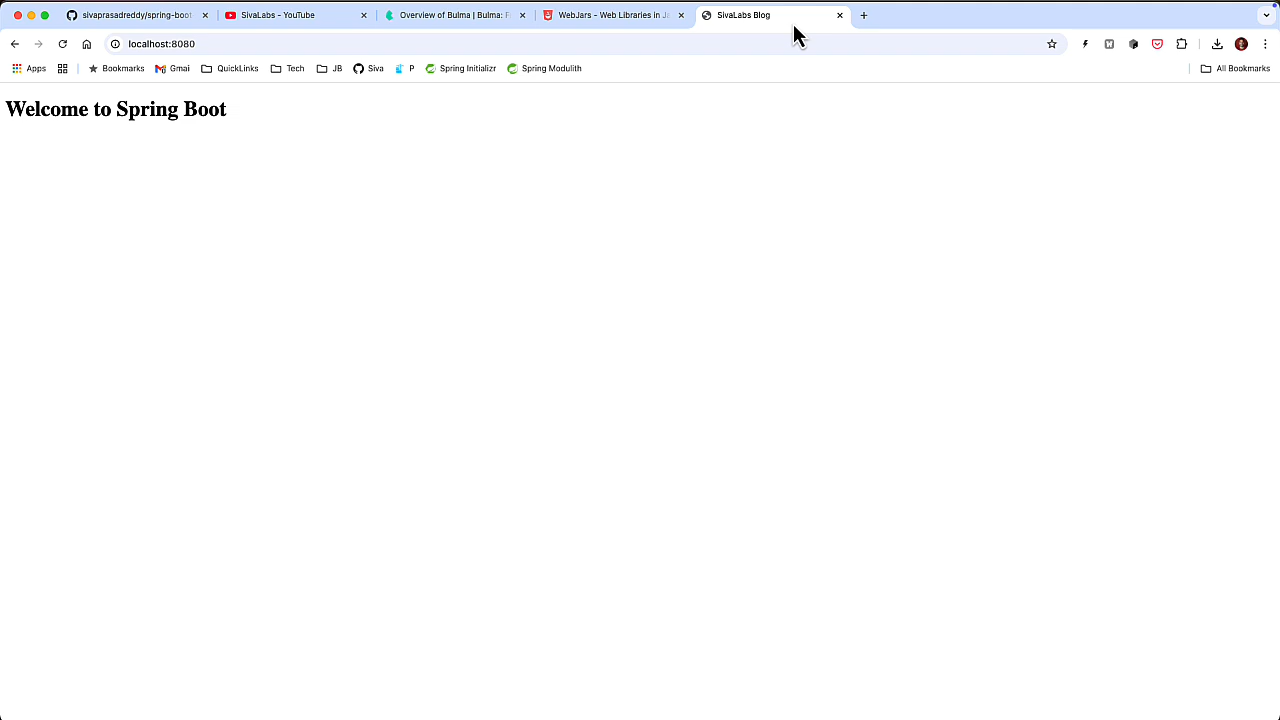 sivaprasadreddy/spring-boot
SivaLabs - YouTube
Overview of Bulma | Bulma: F
WebJars - Web Libraries in Ja
SivaLabs Blog
localhost:8080
Apps
Bookmarks
Gmai
QuickLinks
Tech
JB
Siva
P
Spring Initializr
Spring Modulith
All Bookmarks
Welcome to Spring Boot